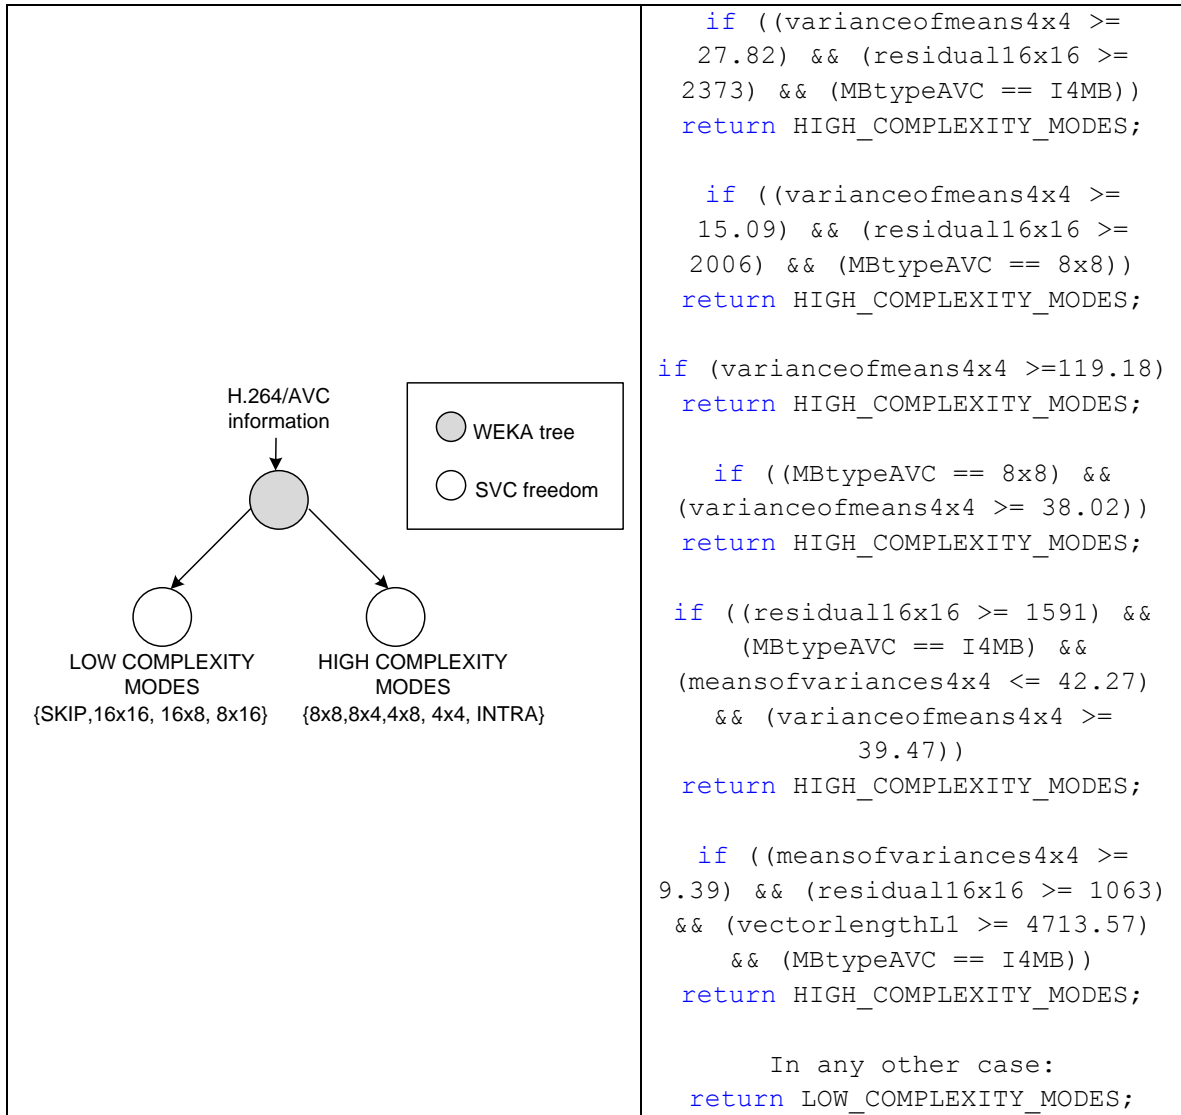 H.264/AVC
information
WEKA tree
SVC freedom
LOW COMPLEXITY
MODES
{SKIP,16x16, 16x8, 8x16}
HIGH COMPLEXITY
MODES
{8x8,8x4,4x8, 4x4, INTRA}
if ((varianceofmeans4x4 >=
27.82) && (residual16x16 >=
2373) && (MBtypeAVC == I4MB))
return HIGH_COMPLEXITY_MODES;
if ((varianceofmeans4x4 >=
15.09) && (residual16x16 >=
2006) && (MBtypeAVC == 8x8))
return HIGH_COMPLEXITY_MODES;
if (varianceofmeans4x4 >=119.18)
return HIGH_COMPLEXITY_MODES;
if ((MBtypeAVC == 8x8) &&
(varianceofmeans4x4 >= 38.02))
return HIGH_COMPLEXITY_MODES;
if ((residual16x16 >= 1591) &&
(MBtypeAVC == I4MB) &&
(meansofvariances4x4 <= 42.27)
&& (varianceofmeans4x4 >=
39.47))
return HIGH_COMPLEXITY_MODES;
if ((meansofvariances4x4 >=
9.39) && (residual16x16 >= 1063)
&& (vectorlengthL1 >= 4713.57)
&& (MBtypeAVC == I4MB))
return HIGH_COMPLEXITY_MODES;
In any other case:
return LOW_COMPLEXITY_MODES;